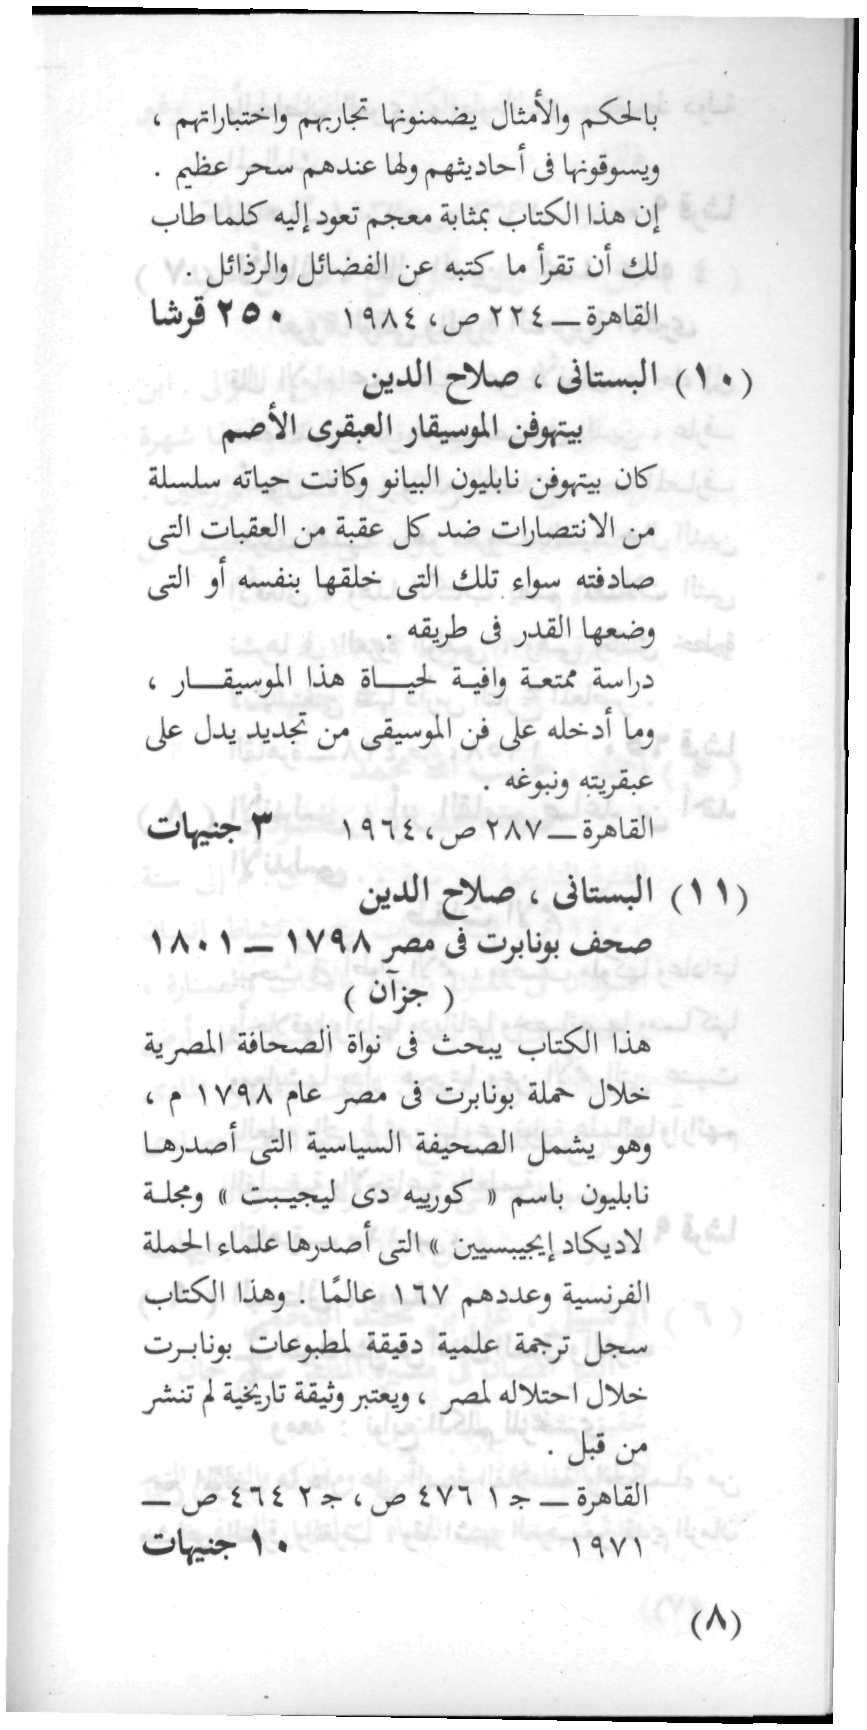 بالحكم والأمثال يضمنونها تجاربهم واختباراتهم ،
ويسوقونها فى أحاديثهم ولها عندهم سحر عظيم .
إن هذا الكتاب بمثابة معجم تعود إليه كلما طاب
لك أن تقرأ ما كتبه عن الفضائل والرذائل .
القاهرة ــ ٢٢٤ ص، ١٩٨٤ ٢٥٠ قرشا
(١٠) البستانى ، صلاح الدين
بيتهوفن الموسيقار العبقرى الأصم
كان بيتهوفن نابليون البيانو وكانت حياته سلسلة
من الانتصارات ضد كل عقبة من العقبات التى
صادفته سواء تلك التى خلقها بنفسه أو التى
وضعها القدر فى طريقه .
دراسة ممتعة وافية لحياة هذا الموسيقار ،
وما أدخله على فن الموسيقى من تجديد يدل على
عبقريته ونبوغه .
القاهرة ــ ٢٨٧ ص، ١٩٦٤ ٣ جنيهات
(١١) البستانى ، صلاح الدين
صحف بونابرت فى مصر ١٧٩٨ ــ ١٨٠١
( جزآن )
هذا الكتاب يبحث فى نواة الصحافة المصرية
خلال حملة بونابرت فى مصر عام ١٧٩٨ م ،
وهو يشمل الصحيفة السياسية التى أصدرها
نابليون باسم « كورييه دى ليجيبت » ومجلة
لاديكاد إيجيبسيين » التى أصدرها علماء الحملة
الفرنسية وعددهم ١٦٧ عالمًا . وهذا الكتاب
سجل ترجمة علمية دقيقة لمطبوعات بونابرت
خلال احتلاله لمصر ، ويعتبر وثيقة تاريخية لم تنشر
من قبل .
القاهرة ــ جـ ١ ٤٧٦ ص، جـ ٢ ٤٦٤ ص ــ
١٩٧١ ١٠ جنيهات
(٨)